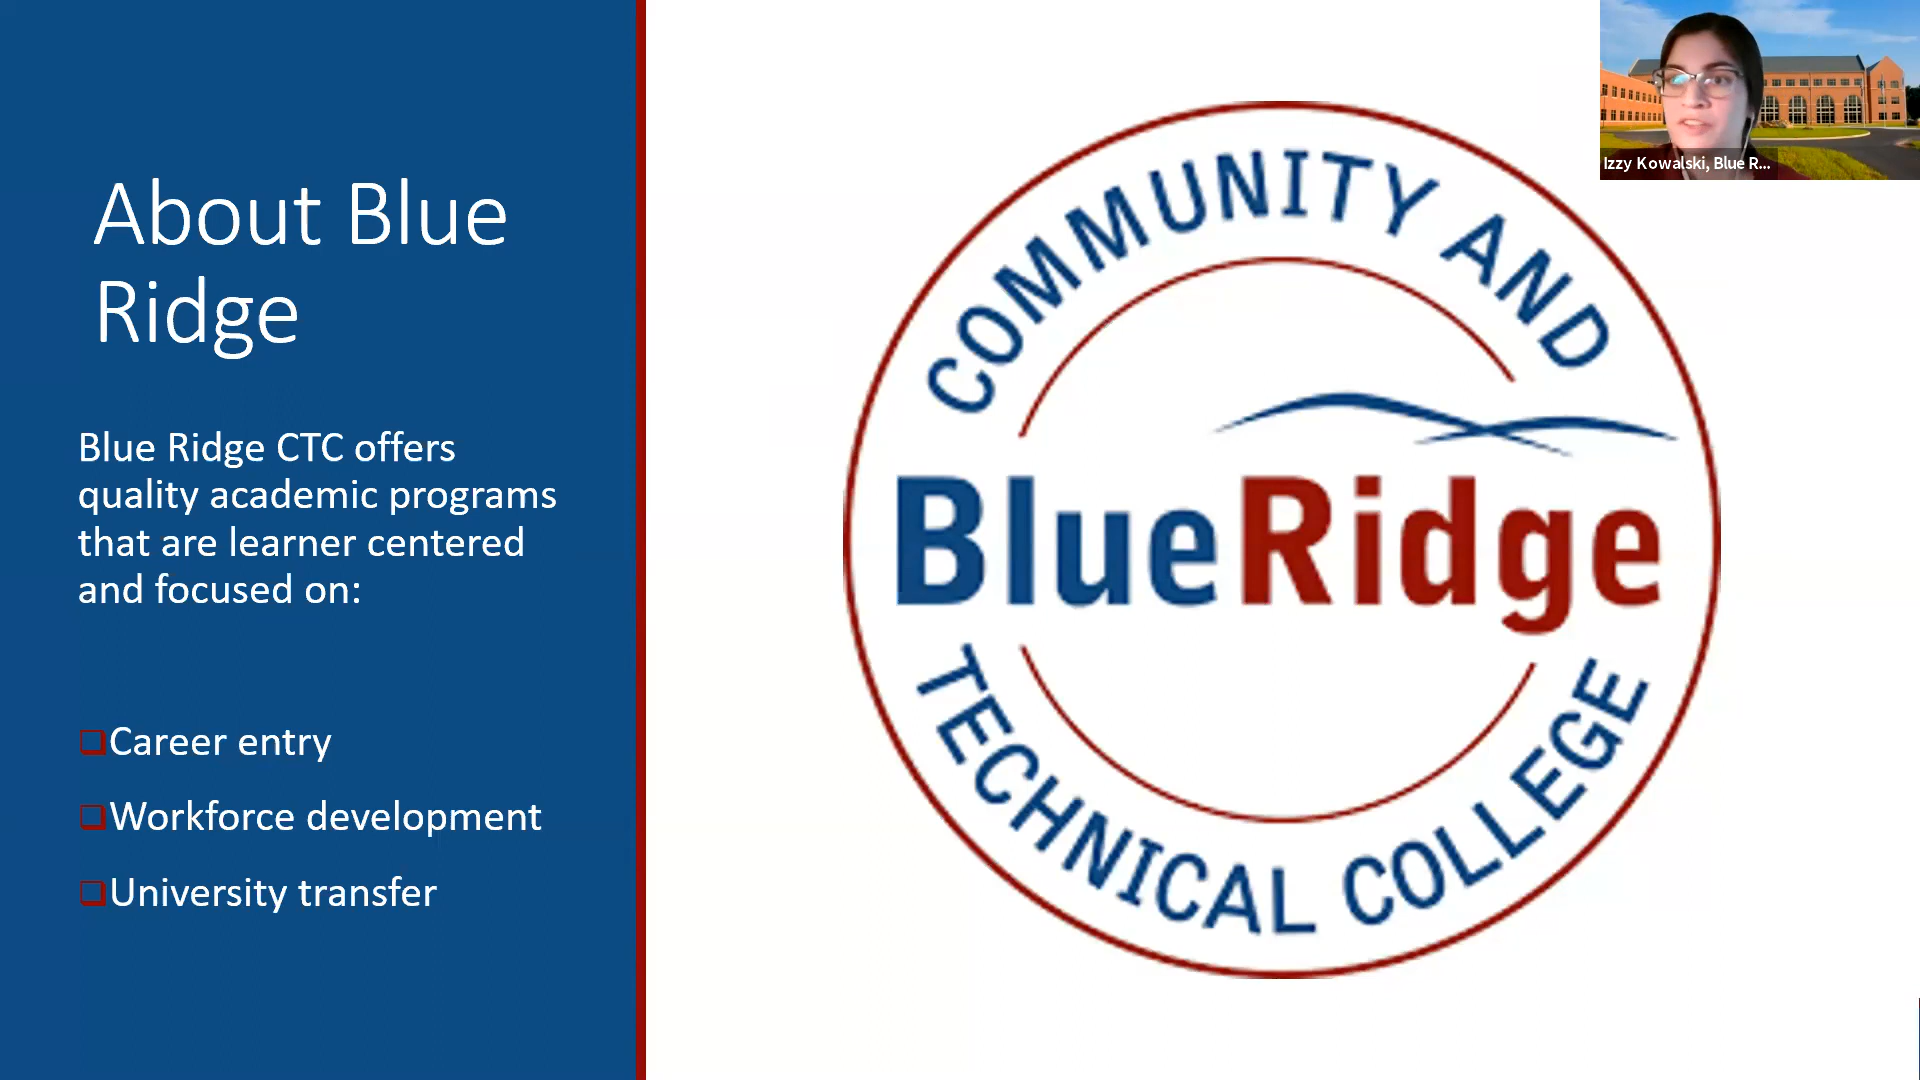 About Blue
Ridge
Blue Ridge CTC offers
quality academic programs
that are learner centered
and focused on:
Career entry
Workforce development
University transfer
COMMUNITY AND
BlueRidge
TECHNICAL COLLEGE
Izzy Kowalski, Blue R...